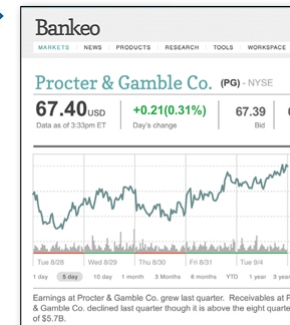 Bankeo
MARKETS NEWS PRODUCTS RESEARCH TOOLS WORKSPACE
Procter & Gamble Co. (PG) - NYSE
67.40 USD +0.21(0.31%) 67.39
Data as of 3:33pm ET Day's change Bid
Tue 8/28 Wed 8/29 Thu 8/30 Fri 8/31 Tue 9/4
1 day 5 day 10 day 1 month 3 Months 6 months YTD 1 year 3 year
Earnings at Procter & Gamble Co. grew last quarter. Receivables at P
& Gamble Co. declined last quarter though it is above the eight quarte
of $5.7B.